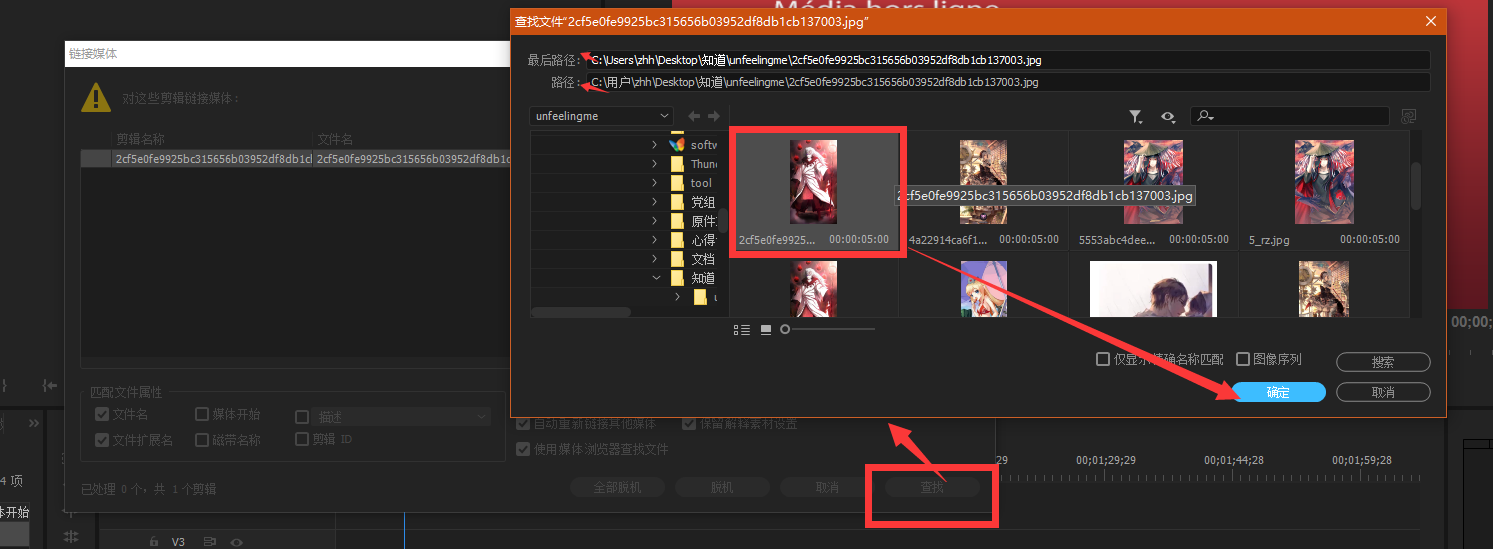 Média hors ligne
查找文件"2cf5e0fe9925bc315656b03952df8db1cb137003.jpg"
链接媒体
最后路径: C:\Users\zhh\Desktop\知道\unfeelingme\2cf5e0fe9925bc315656b03952df8db1cb137003.jpg
路径: C:\用户\zhh\Desktop\知道\unfeelingme\2cf5e0fe9925bc315656b03952df8db1cb137003.jpg
对这些剪辑链接媒体:
unfeelingme
剪辑名称 文件名
2cf5e0fe9925bc315656b03952df8db1cl 2cf5e0fe9925bc315656b03952df8db1c
softw
Thun
tool
党组
原件
心得
文档
知道
2cf5e0fe9925bc315656b03952df8db1cb137003.jpg
2cf5e0fe9925... 00:00:05:00
4a22914ca6f1... 00:00:05:00
5553abc4dee... 00:00:05:00
5_rz.jpg 00:00:05:00
00;00;
仅显示精确名称匹配 图像序列 搜索
确定 取消
匹配文件属性
文件名 媒体开始 描述
文件扩展名 磁带名称 剪辑 ID
自动重新链接其他媒体 保留解释素材设置
使用媒体浏览器查找文件
已处理 0 个，共 1 个剪辑
全部脱机 脱机 取消 查找
29 00;01;29;29 00;01;44;28 00;01;59;28
4 项
体开始
V3